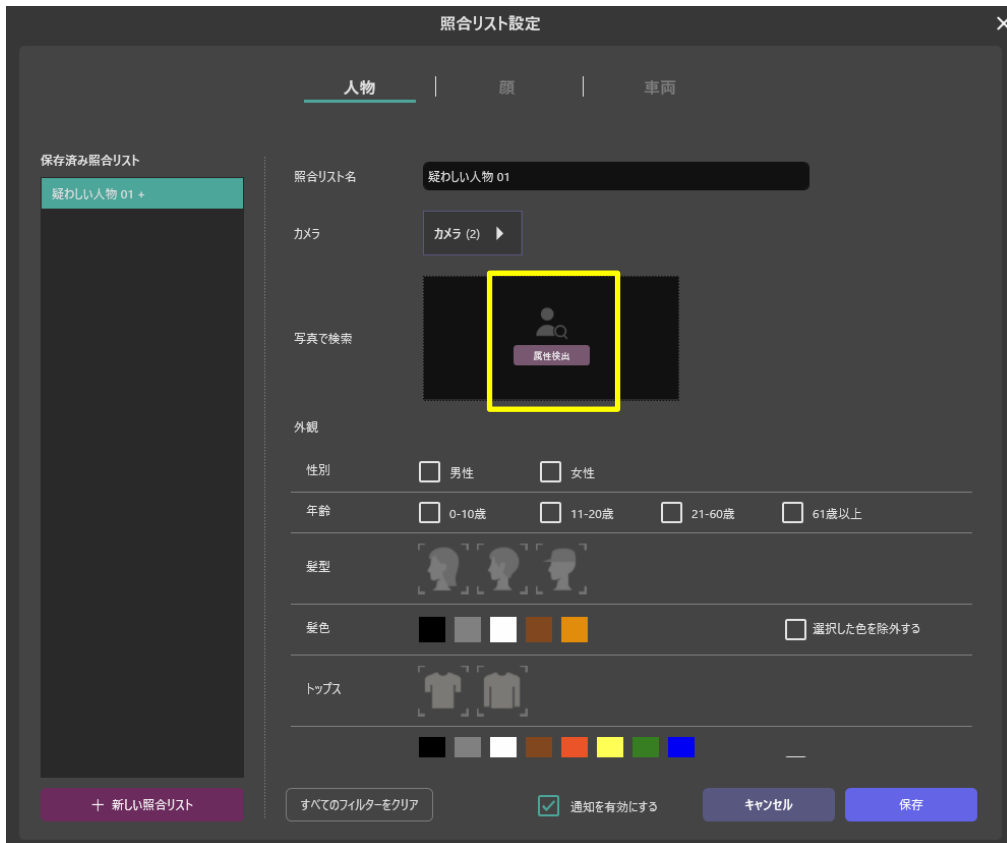 照合リスト設定
人物
顔
車両
保存済み照合リスト
疑わしい人物 01 +
照合リスト名
疑わしい人物 01
カメラ
カメラ (2)
写真で検索
属性検出
外観
性別
男性
女性
年齢
0-10歳
11-20歳
21-60歳
61歳以上
髪型
髪色
選択した色を除外する
トップス
＋ 新しい照合リスト
すべてのフィルターをクリア
通知を有効にする
キャンセル
保存